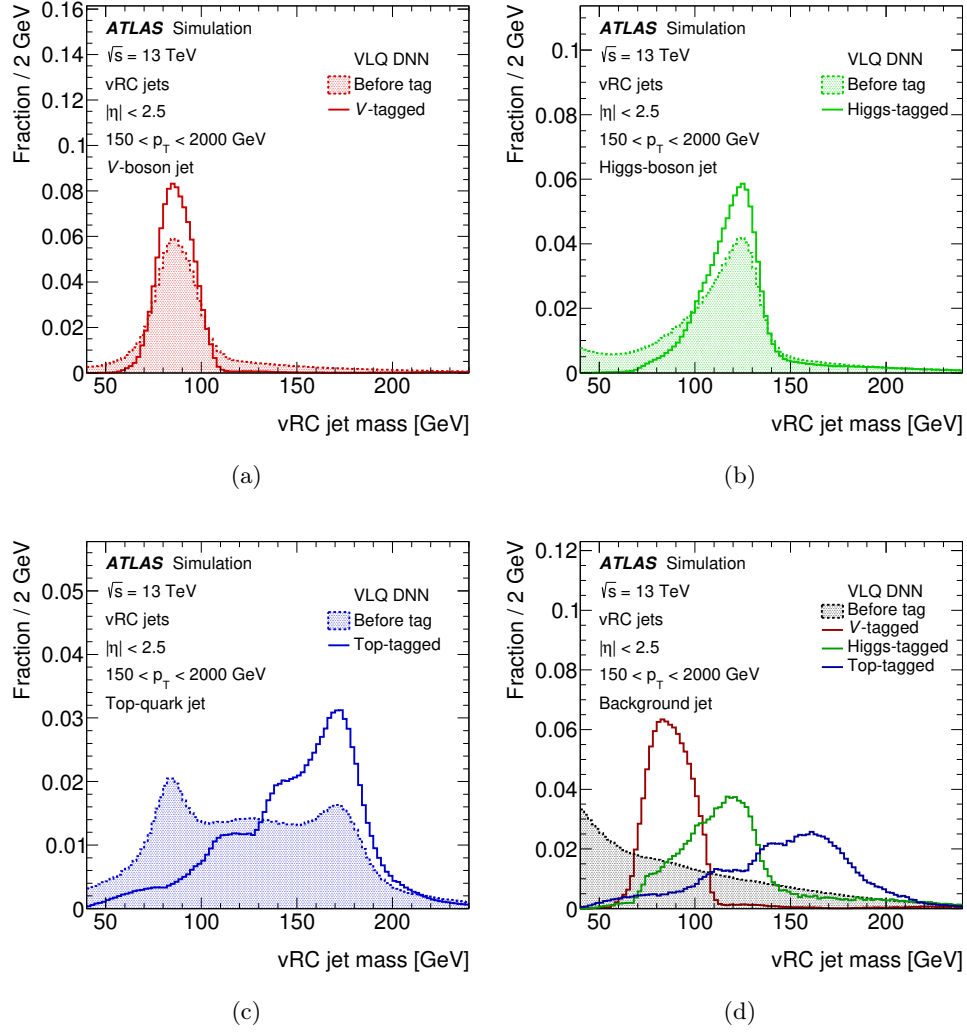 ATLAS Simulation
√s = 13 TeV
vRC jets
|η| < 2.5
150 < p_T < 2000 GeV
V-boson jet
VLQ DNN
Before tag
V-tagged
Fraction / 2 GeV
0.16
0.14
0.12
0.1
0.08
0.06
0.04
0.02
0
50 100 150 200
vRC jet mass [GeV]
(a)
ATLAS Simulation
√s = 13 TeV
vRC jets
|η| < 2.5
150 < p_T < 2000 GeV
Higgs-boson jet
VLQ DNN
Before tag
Higgs-tagged
Fraction / 2 GeV
0.1
0.08
0.06
0.04
0.02
0
50 100 150 200
vRC jet mass [GeV]
(b)
ATLAS Simulation
√s = 13 TeV
vRC jets
|η| < 2.5
150 < p_T < 2000 GeV
Top-quark jet
VLQ DNN
Before tag
Top-tagged
Fraction / 2 GeV
0.05
0.04
0.03
0.02
0.01
0
50 100 150 200
vRC jet mass [GeV]
(c)
ATLAS Simulation
√s = 13 TeV
vRC jets
|η| < 2.5
150 < p_T < 2000 GeV
Background jet
VLQ DNN
Before tag
V-tagged
Higgs-tagged
Top-tagged
Fraction / 2 GeV
0.12
0.1
0.08
0.06
0.04
0.02
0
50 100 150 200
vRC jet mass [GeV]
(d)